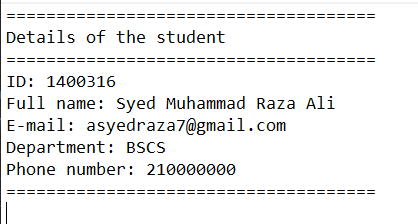 =====================================
Details of the student
=====================================
ID: 1400316
Full name: Syed Muhammad Raza Ali
E-mail: asyedraza7@gmail.com
Department: BSCS
Phone number: 210000000
=====================================